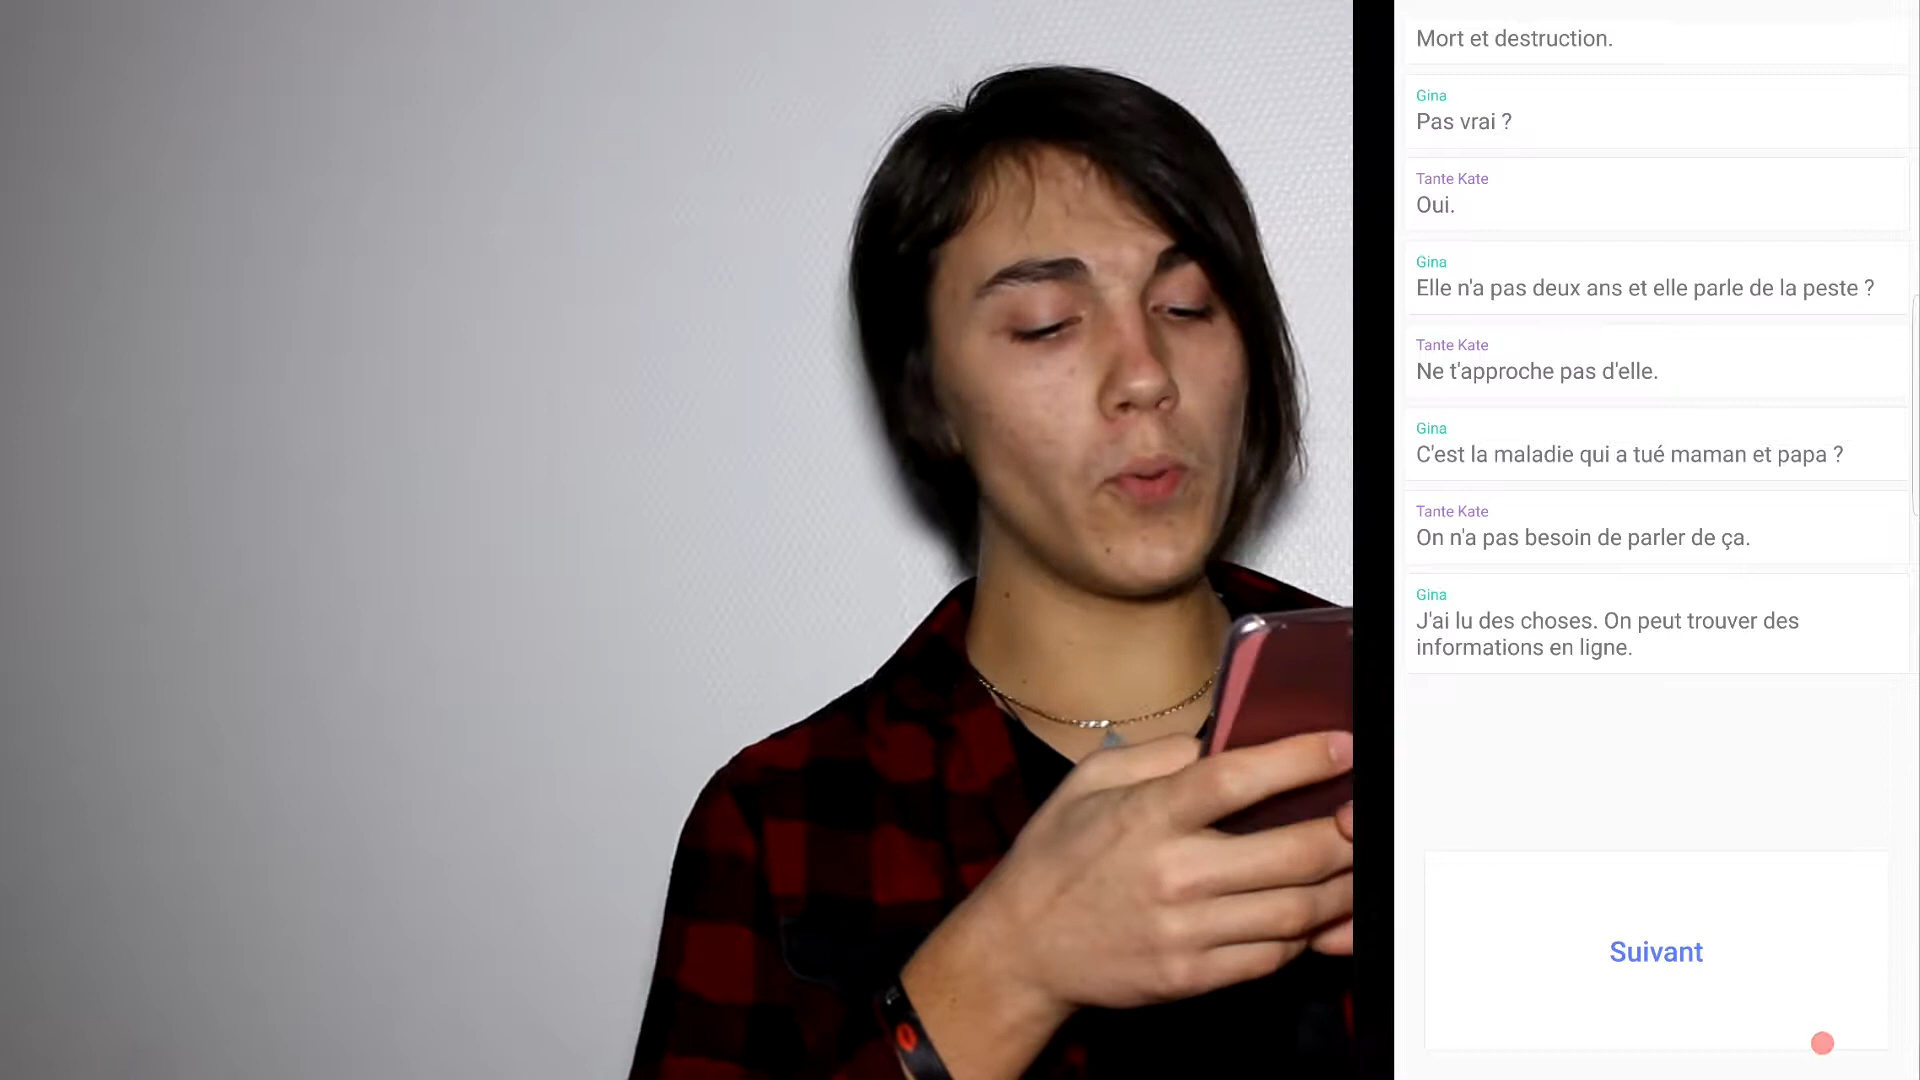 Mort et destruction.
Gina
Pas vrai ?
Tante Kate
Oui.
Gina
Elle n'a pas deux ans et elle parle de la peste ?
Tante Kate
Ne t'approche pas d'elle.
Gina
C'est la maladie qui a tué maman et papa ?
Tante Kate
On n'a pas besoin de parler de ça.
Gina
J'ai lu des choses. On peut trouver des
informations en ligne.
Suivant